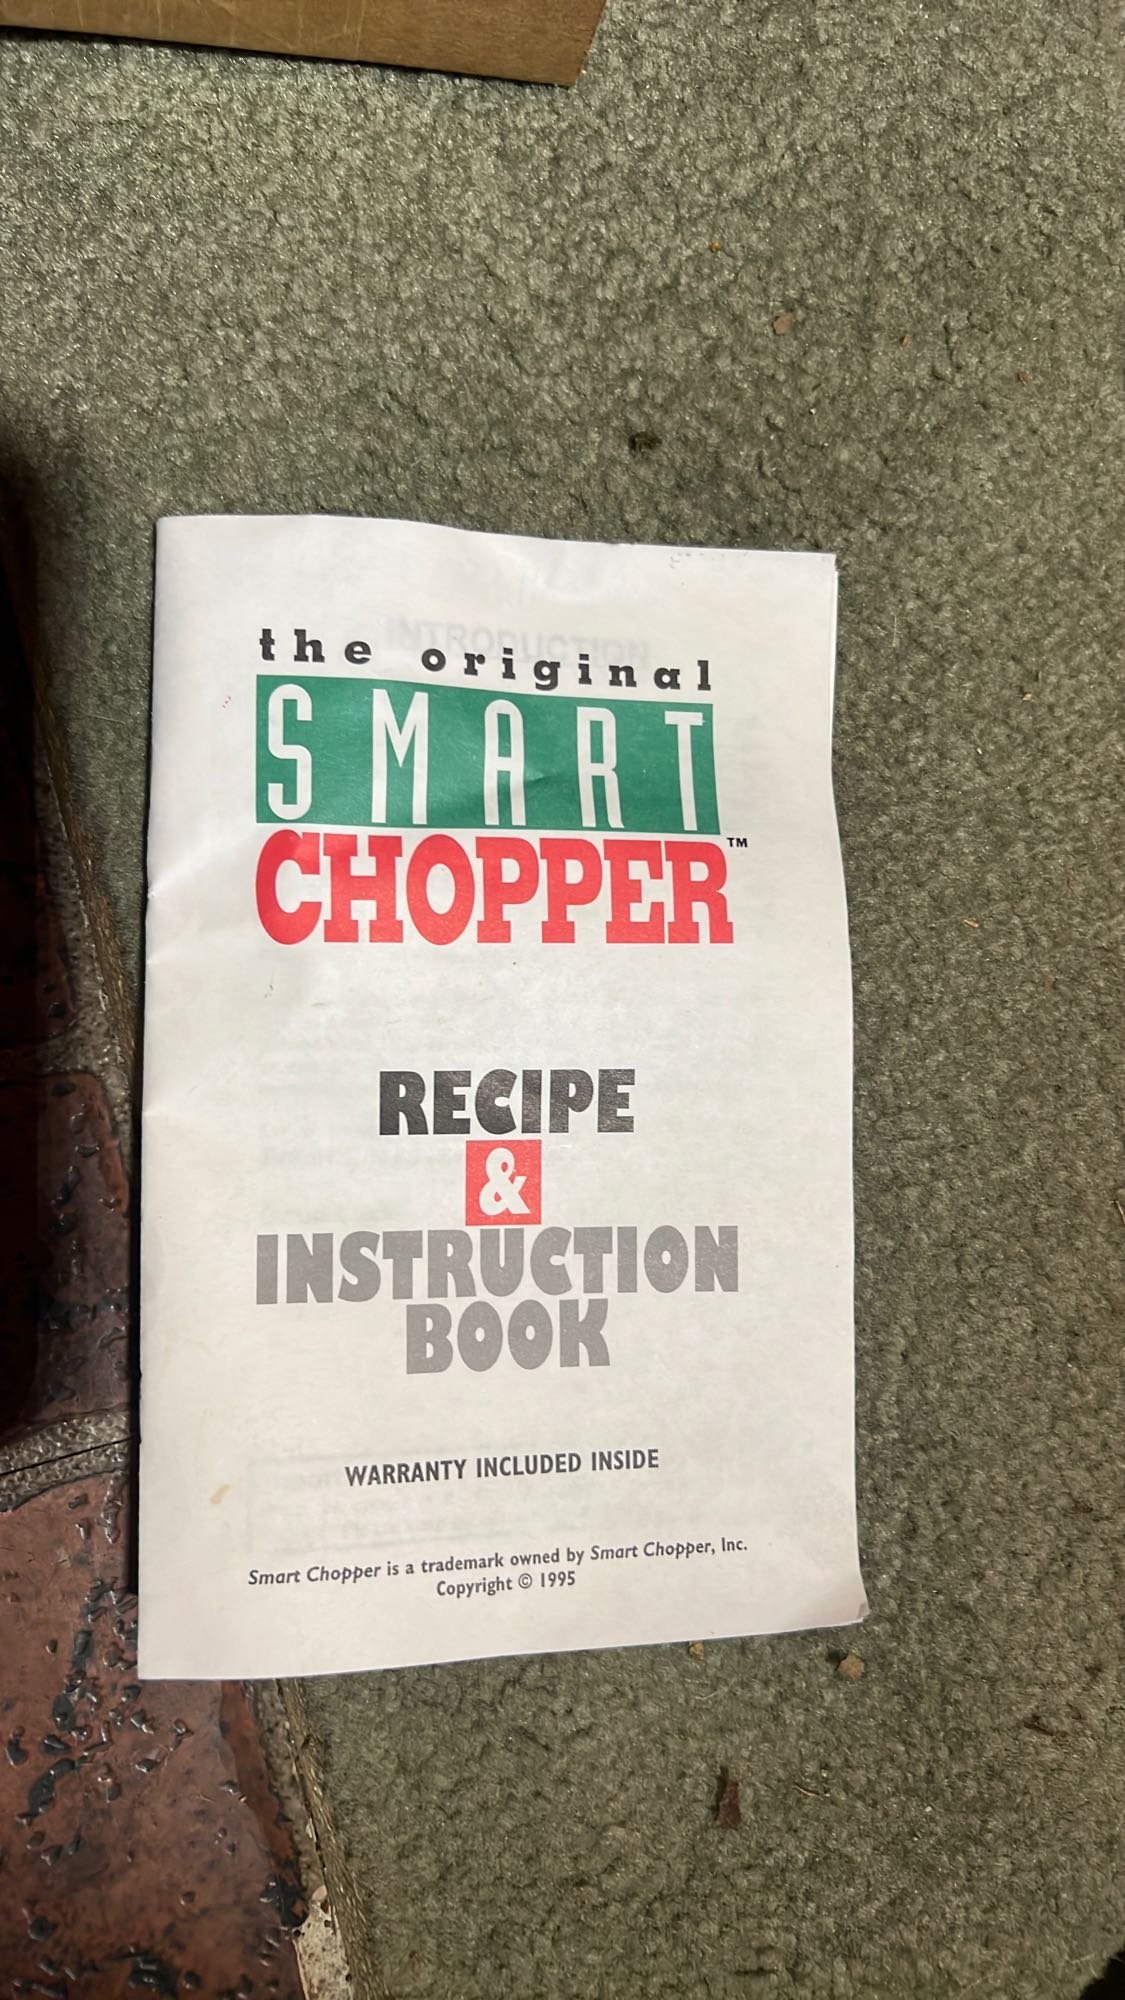 the original
SMART
CHOPPER™
RECIPE
&
INSTRUCTION
BOOK
WARRANTY INCLUDED INSIDE
Smart Chopper is a trademark owned by Smart Chopper, Inc.
Copyright © 1995
INTRODUCTION